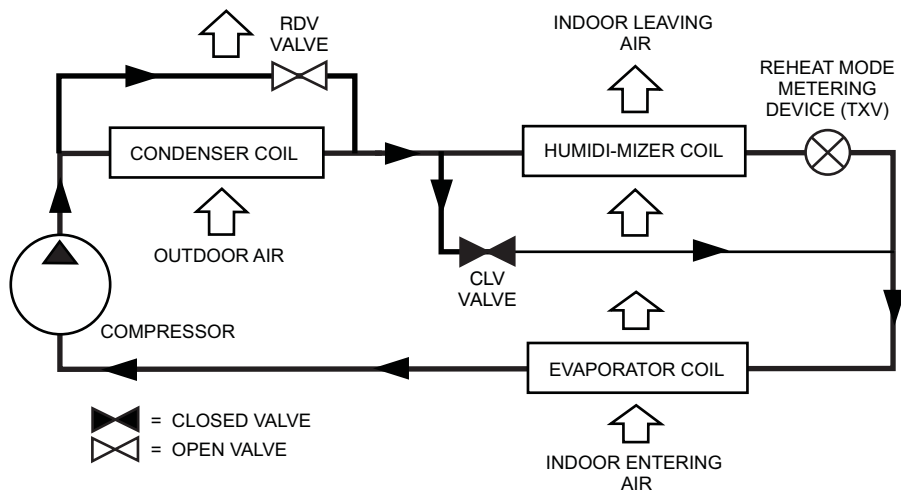 RDV
VALVE
INDOOR LEAVING
AIR
REHEAT MODE
METERING
DEVICE (TXV)
CONDENSER COIL
HUMIDI-MIZER COIL
OUTDOOR AIR
CLV
VALVE
COMPRESSOR
EVAPORATOR COIL
= CLOSED VALVE
= OPEN VALVE
INDOOR ENTERING
AIR